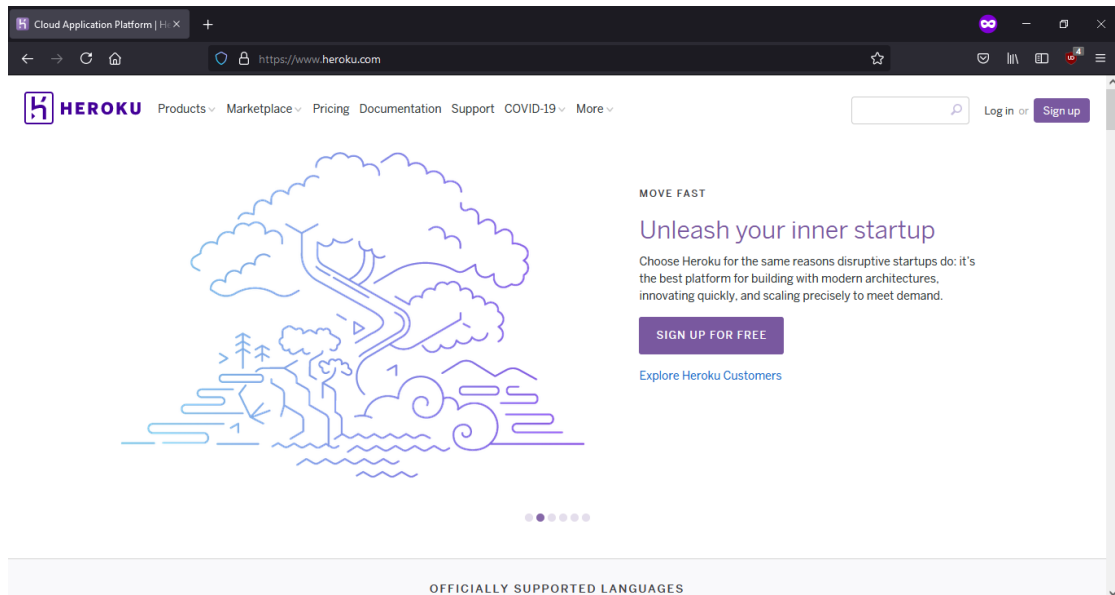 Cloud Application Platform | H
https://www.heroku.com
4
HEROKU Products Marketplace Pricing Documentation Support COVID-19 More Log in or Sign up
MOVE FAST
Unleash your inner startup
Choose Heroku for the same reasons disruptive startups do: it's
the best platform for building with modern architectures,
innovating quickly, and scaling precisely to meet demand.
SIGN UP FOR FREE
Explore Heroku Customers
OFFICIALLY SUPPORTED LANGUAGES